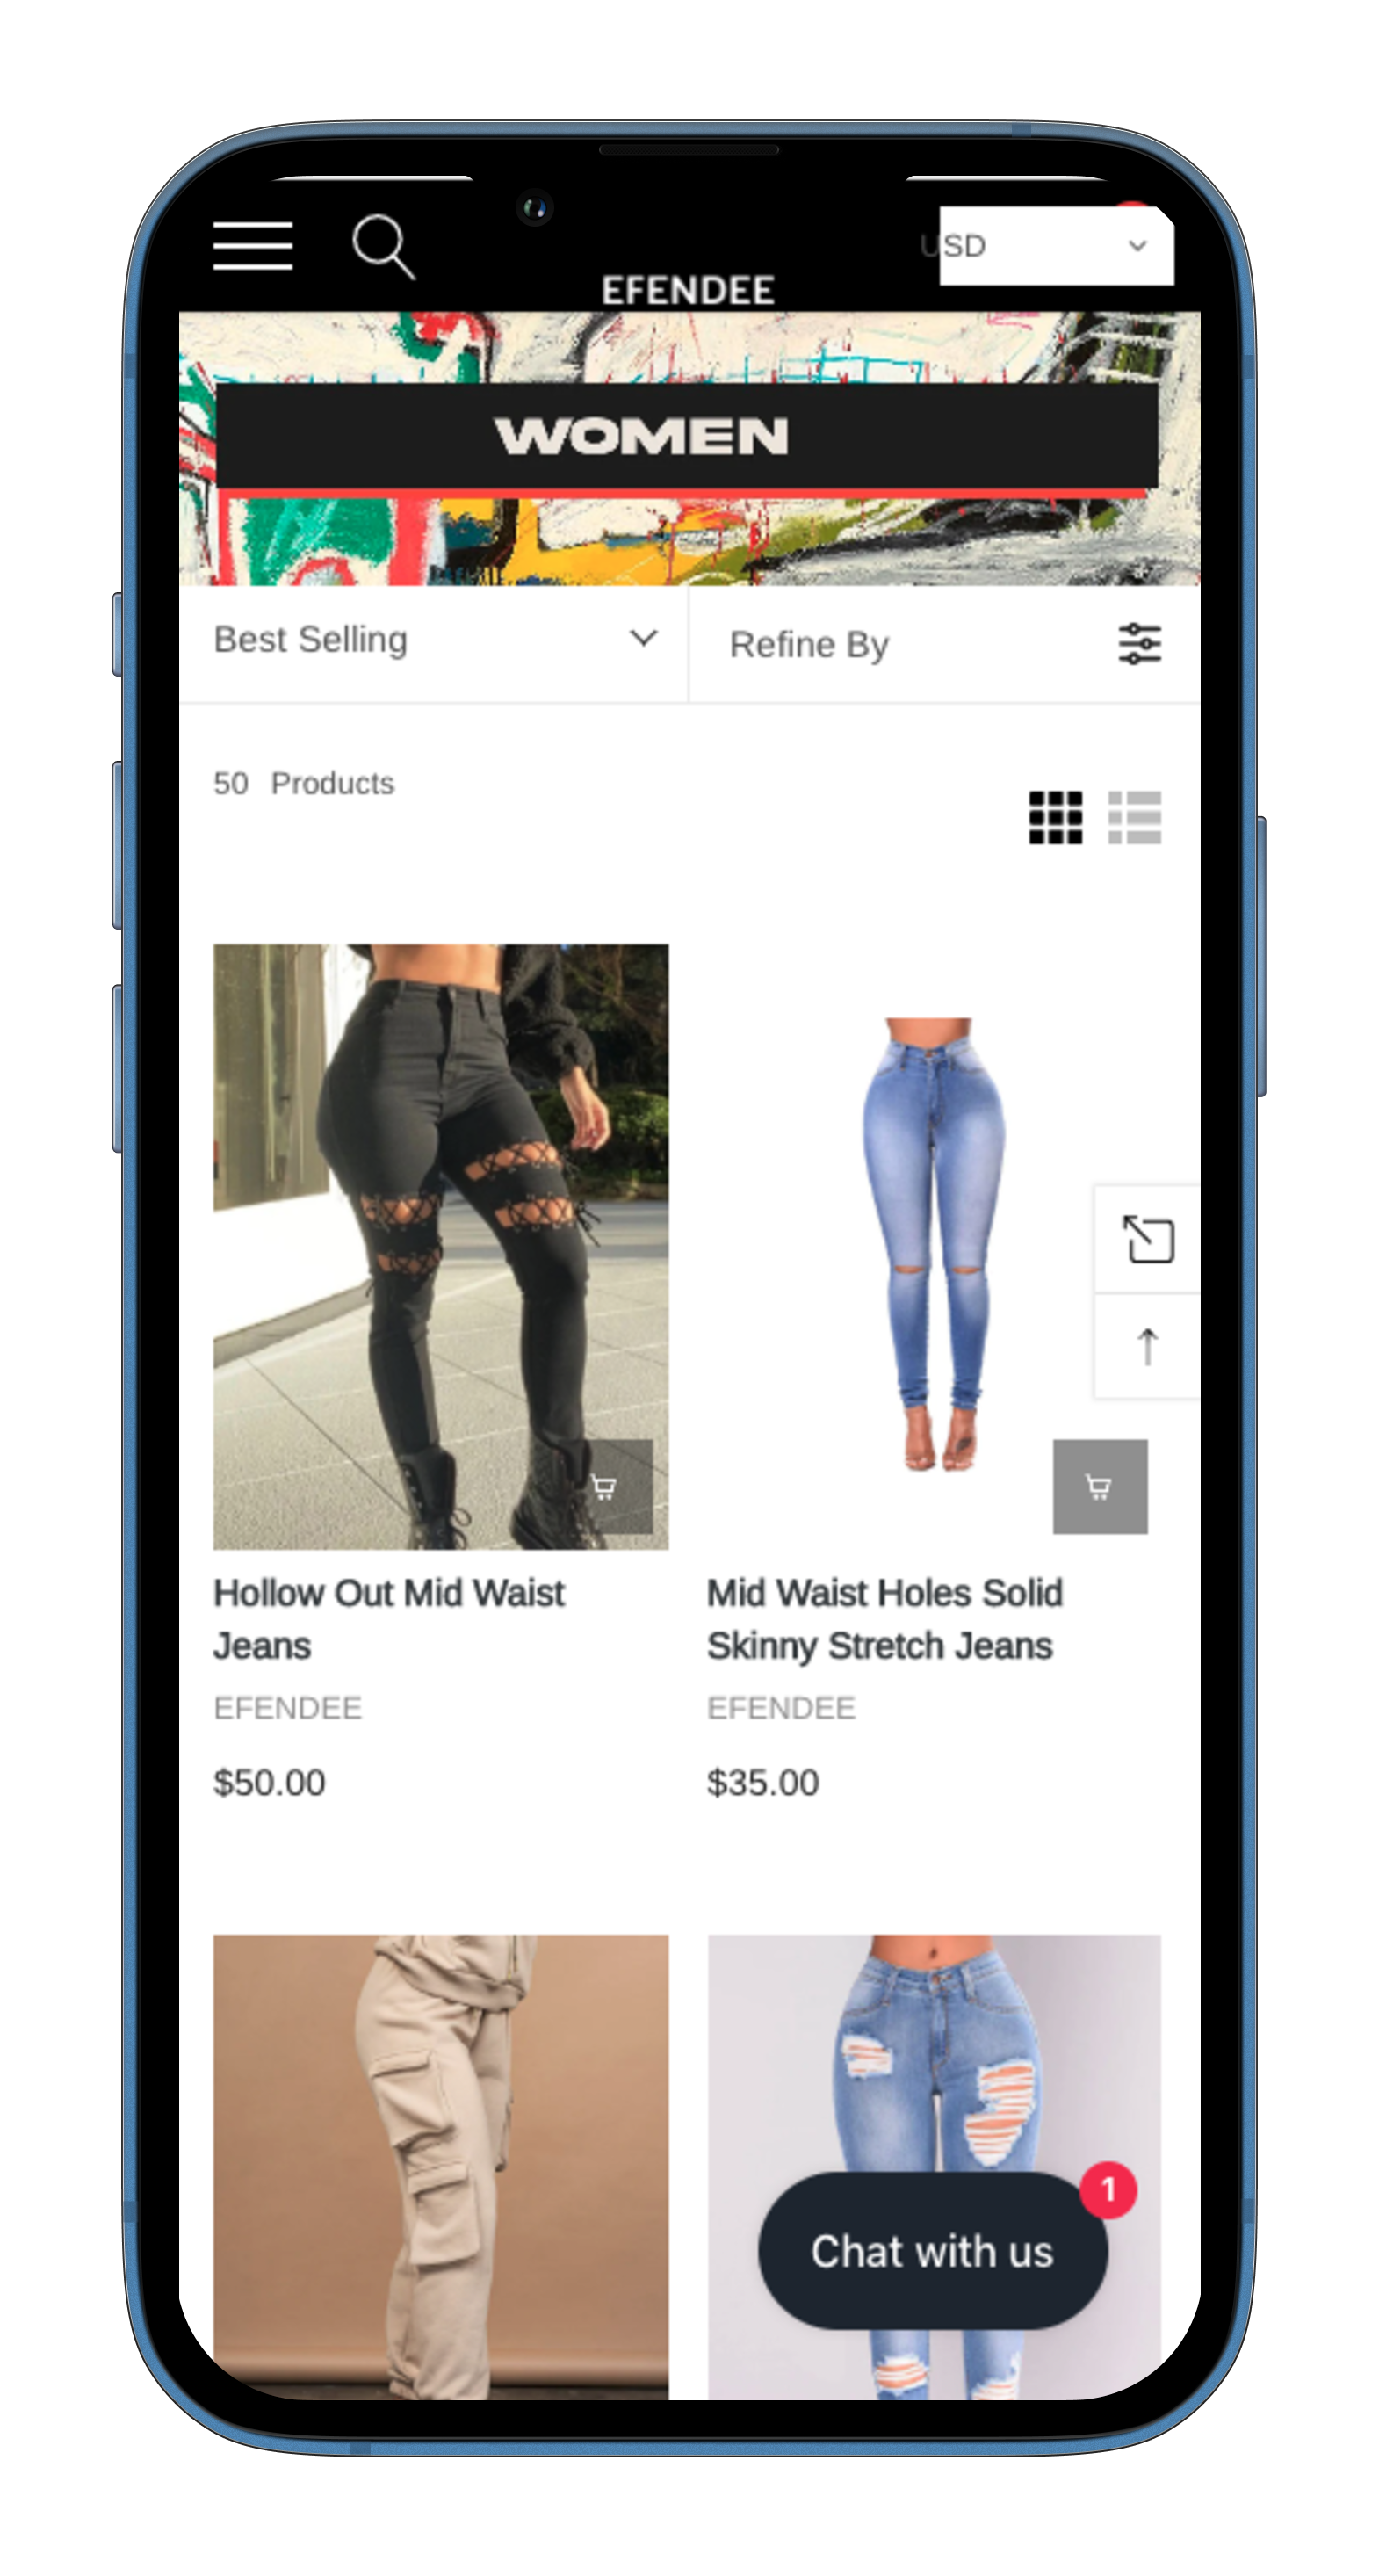 USD
EFENDEE
WOMEN
Best Selling
Refine By
50 Products
Hollow Out Mid Waist
Jeans
EFENDEE
$50.00
Mid Waist Holes Solid
Skinny Stretch Jeans
EFENDEE
$35.00
1
Chat with us